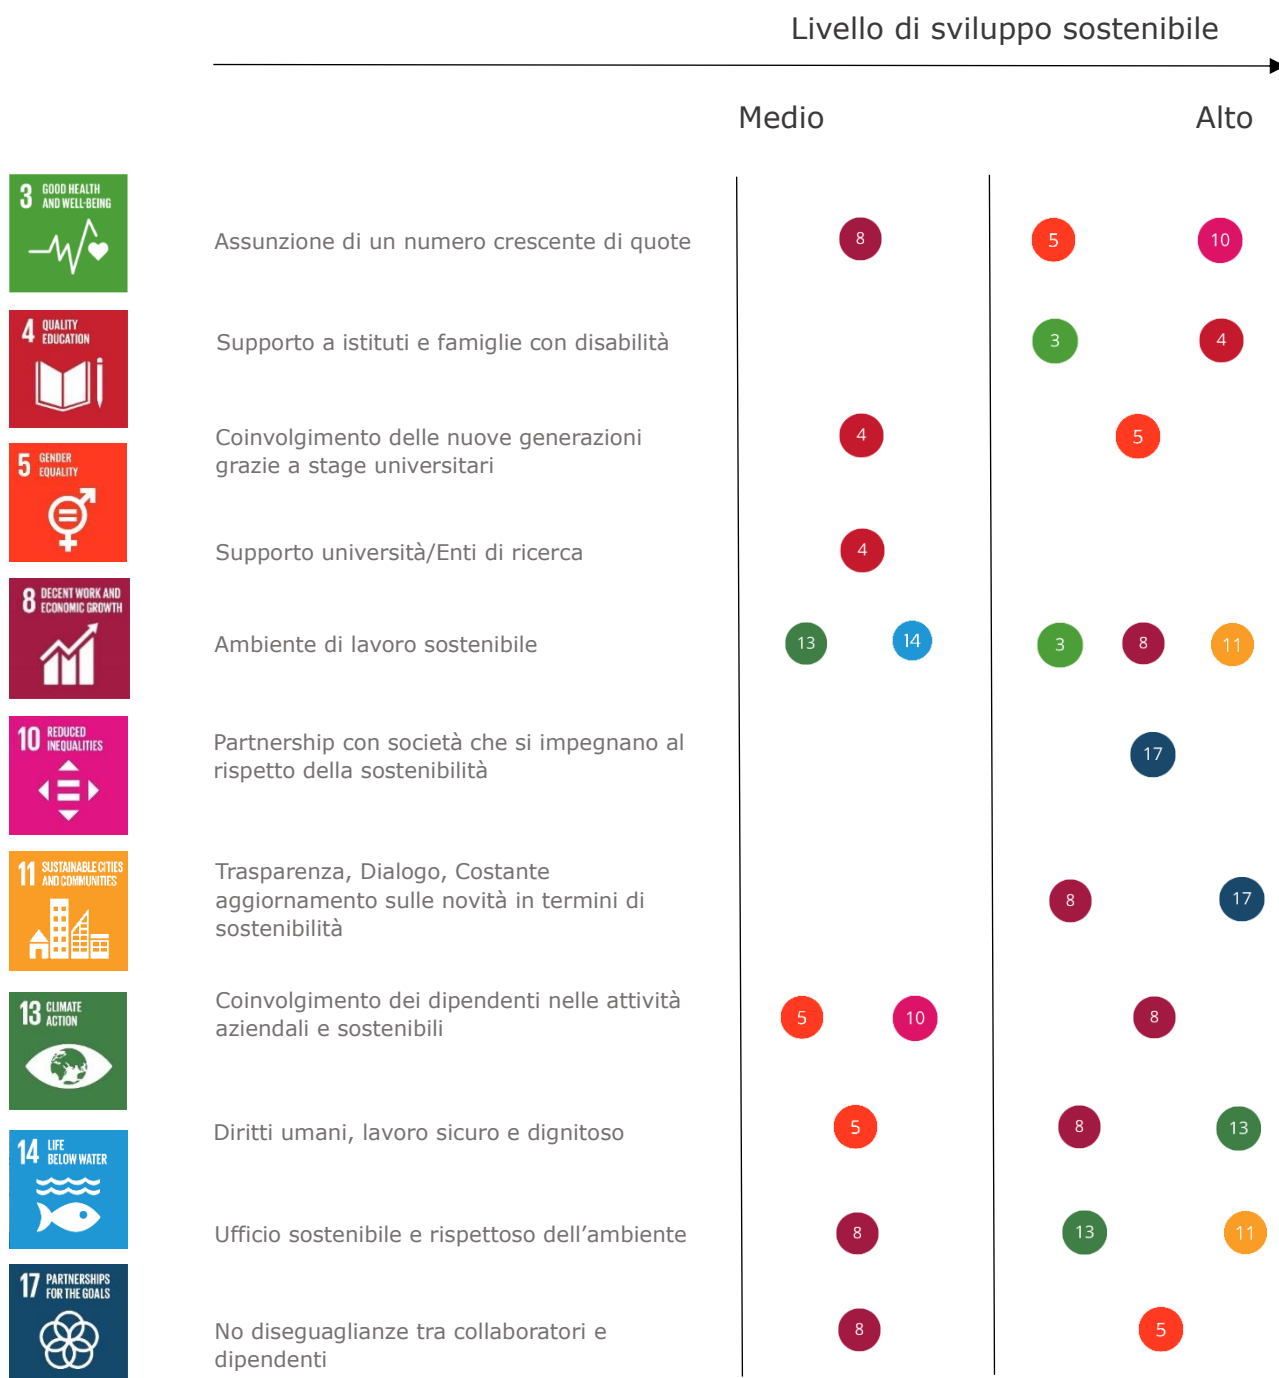 Livello di sviluppo sostenibile
Medio
Alto
3 GOOD HEALTH
AND WELL-BEING
Assunzione di un numero crescente di quote
8
5
10
4 QUALITY
EDUCATION
Supporto a istituti e famiglie con disabilità
3
4
5 GENDER
EQUALITY
Coinvolgimento delle nuove generazioni
grazie a stage universitari
4
5
Supporto università/Enti di ricerca
4
8 DECENT WORK AND
ECONOMIC GROWTH
Ambiente di lavoro sostenibile
13
14
3
8
11
10 REDUCED
INEQUALITIES
Partnership con società che si impegnano al
rispetto della sostenibilità
17
11 SUSTAINABLE CITIES
AND COMMUNITIES
Trasparenza, Dialogo, Costante
aggiornamento sulle novità in termini di
sostenibilità
8
17
13 CLIMATE
ACTION
Coinvolgimento dei dipendenti nelle attività
aziendali e sostenibili
5
10
8
14 LIFE
BELOW WATER
Diritti umani, lavoro sicuro e dignitoso
5
8
13
Ufficio sostenibile e rispettoso dell’ambiente
8
13
11
17 PARTNERSHIPS
FOR THE GOALS
No diseguaglianze tra collaboratori e
dipendenti
8
5